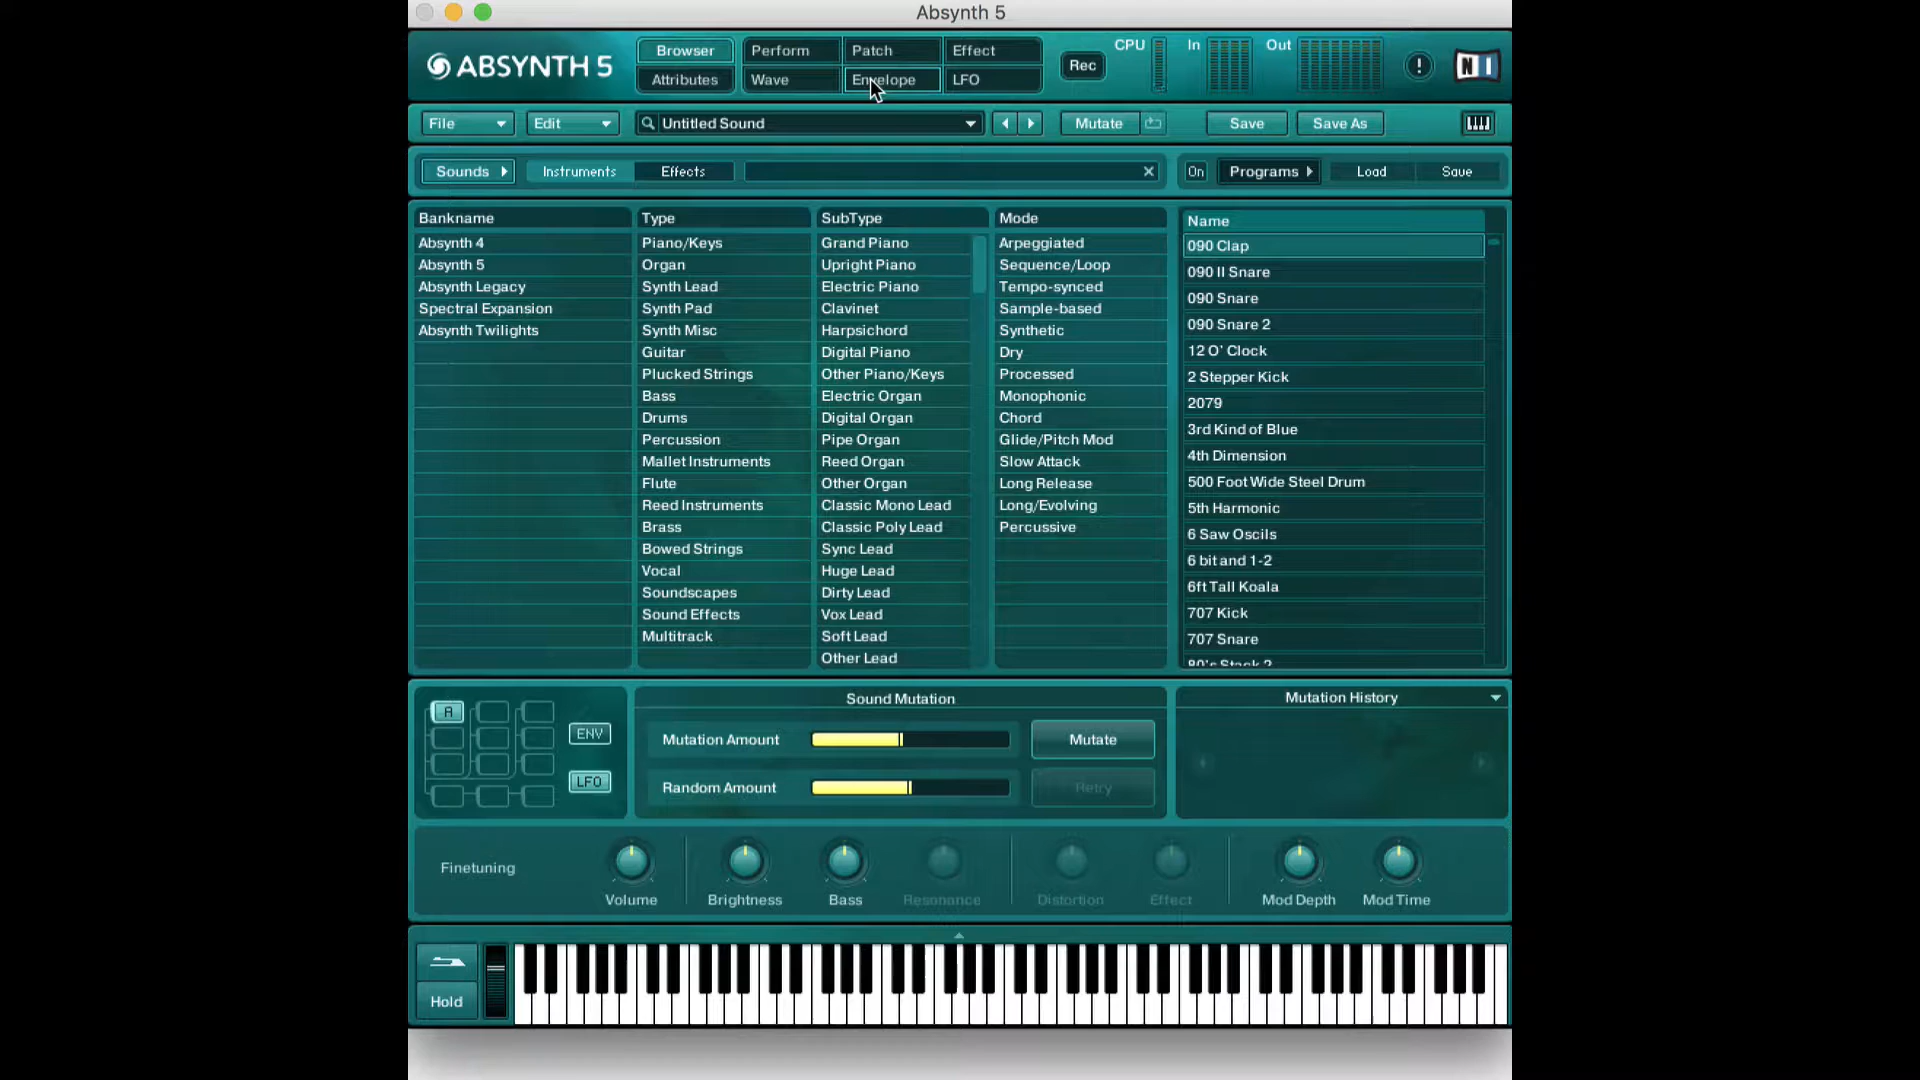 Absynth 5
ABSYNTH 5
Browser
Perform
Patch
Effect
Attributes
Wave
Envelope
LFO
Rec
CPU
In
Out
!
NI
File
Edit
Untitled Sound
Mutate
Save
Save As
Sounds
Instruments
Effects
On
Programs
Load
Save
Bankname
Absynth 4
Absynth 5
Absynth Legacy
Spectral Expansion
Absynth Twilights
Type
Piano/Keys
Organ
Synth Lead
Synth Pad
Synth Misc
Guitar
Plucked Strings
Bass
Drums
Percussion
Mallet Instruments
Flute
Reed Instruments
Brass
Bowed Strings
Vocal
Soundscapes
Sound Effects
Multitrack
SubType
Grand Piano
Upright Piano
Electric Piano
Clavinet
Harpsichord
Digital Piano
Other Piano/Keys
Electric Organ
Digital Organ
Pipe Organ
Reed Organ
Other Organ
Classic Mono Lead
Classic Poly Lead
Sync Lead
Huge Lead
Dirty Lead
Vox Lead
Soft Lead
Other Lead
Mode
Arpeggiated
Sequence/Loop
Tempo-synced
Sample-based
Synthetic
Dry
Processed
Monophonic
Chord
Glide/Pitch Mod
Slow Attack
Long Release
Long/Evolving
Percussive
Name
090 Clap
090 II Snare
090 Snare
090 Snare 2
12 O' Clock
2 Stepper Kick
2079
3rd Kind of Blue
4th Dimension
500 Foot Wide Steel Drum
5th Harmonic
6 Saw Oscils
6 bit and 1-2
6ft Tall Koala
707 Kick
707 Snare
80's Stack 2
A
ENV
LFO
Sound Mutation
Mutation Amount
Mutate
Random Amount
Retry
Mutation History
Finetuning
Volume
Brightness
Bass
Resonance
Distortion
Effect
Mod Depth
Mod Time
Hold